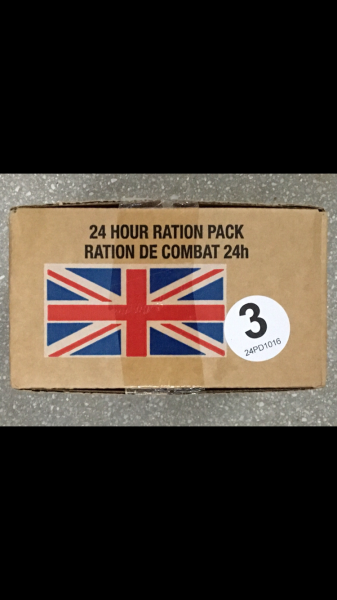 24 HOUR RATION PACK
RATION DE COMBAT 24h
3
24PD1016